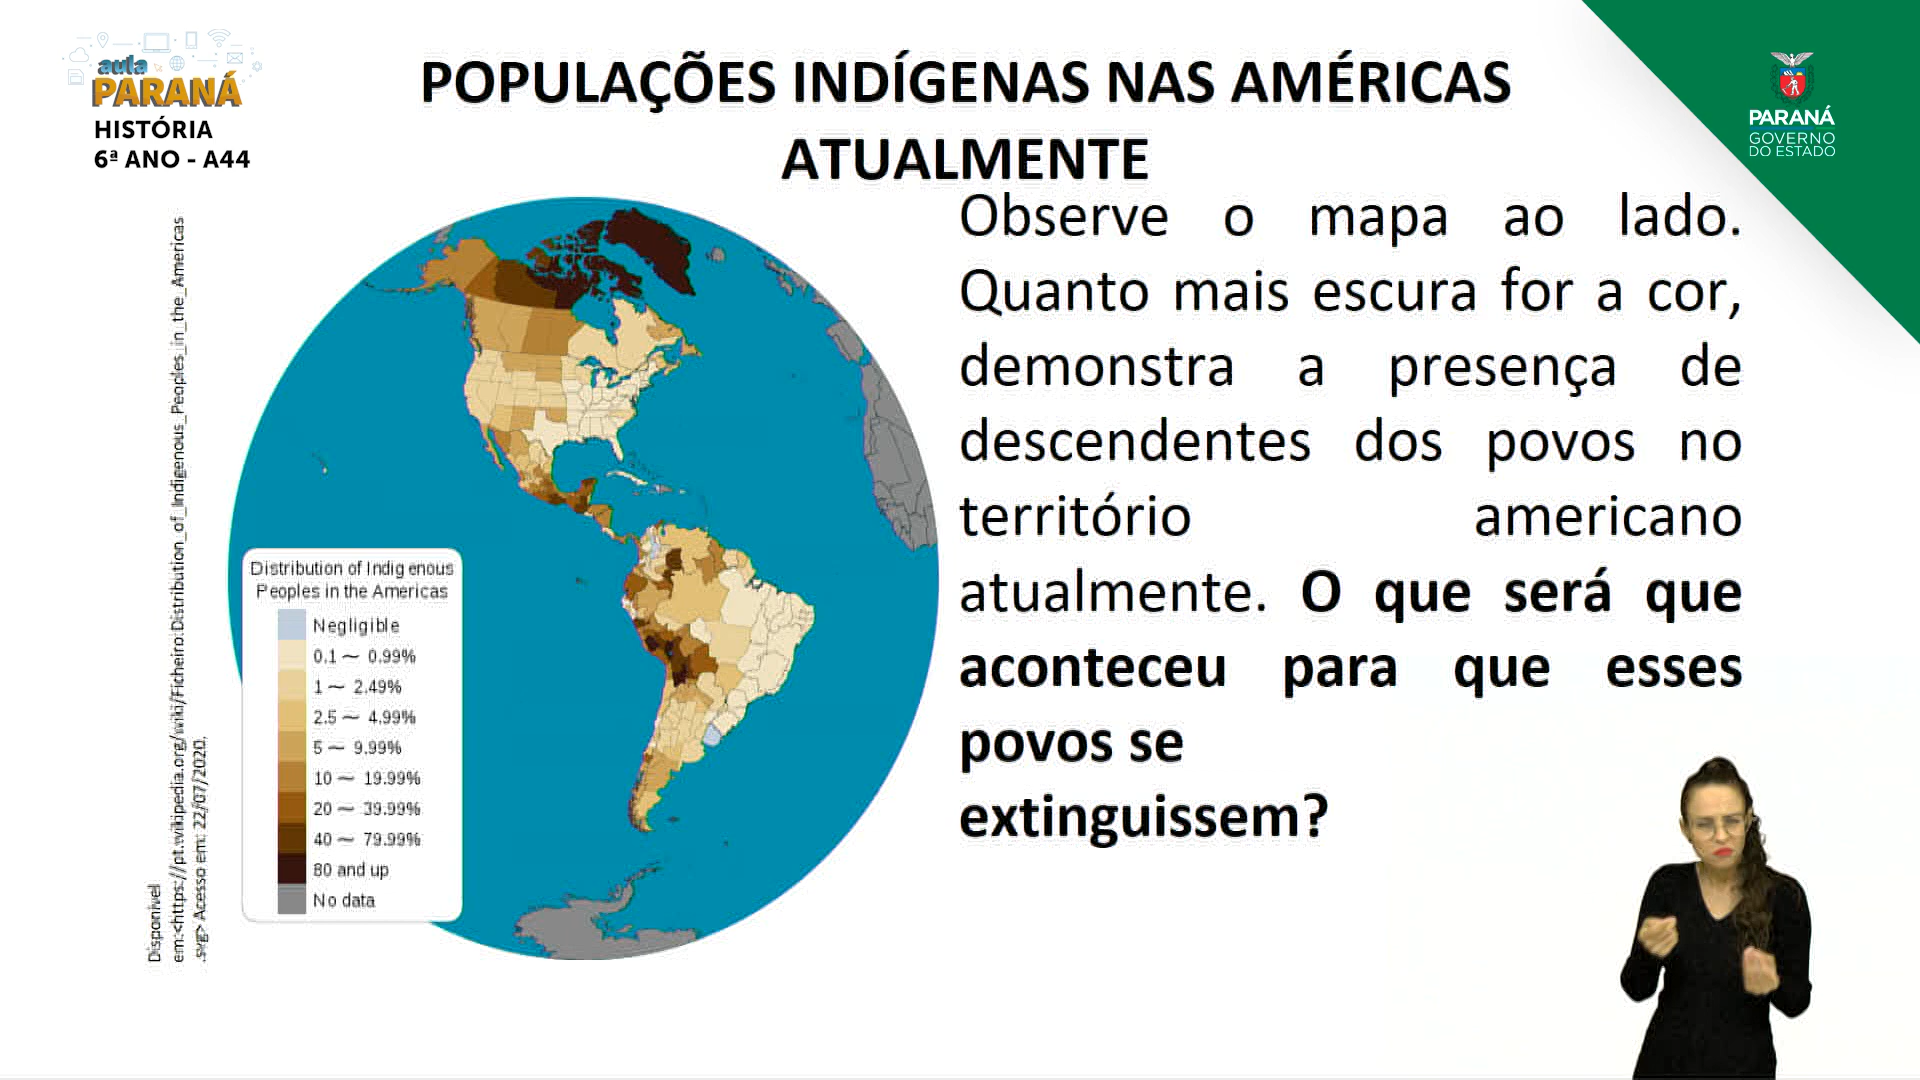 aula
PARANÁ
HISTÓRIA
6ª ANO - A44
POPULAÇÕES INDÍGENAS NAS AMÉRICAS
ATUALMENTE
PARANÁ
GOVERNO
DO ESTADO
Observe o mapa ao lado.
Quanto mais escura for a cor,
demonstra a presença de
descendentes dos povos no
território americano
atualmente. O que será que
aconteceu para que esses
povos se
extinguissem?
Distribution of Indigenous
Peoples in the Americas
Negligible
0.1 ~ 0.99%
1 ~ 2.49%
2.5 ~ 4.99%
5 ~ 9.99%
10 ~ 19.99%
20 ~ 39.99%
40 ~ 79.99%
80 and up
No data
Disponível
em:<https://pt.wikipedia.org/wiki/Ficheiro:Distribution_of_Indigenous_Peoples_in_the_Americas
.svg> Acesso em: 22/07/2020.